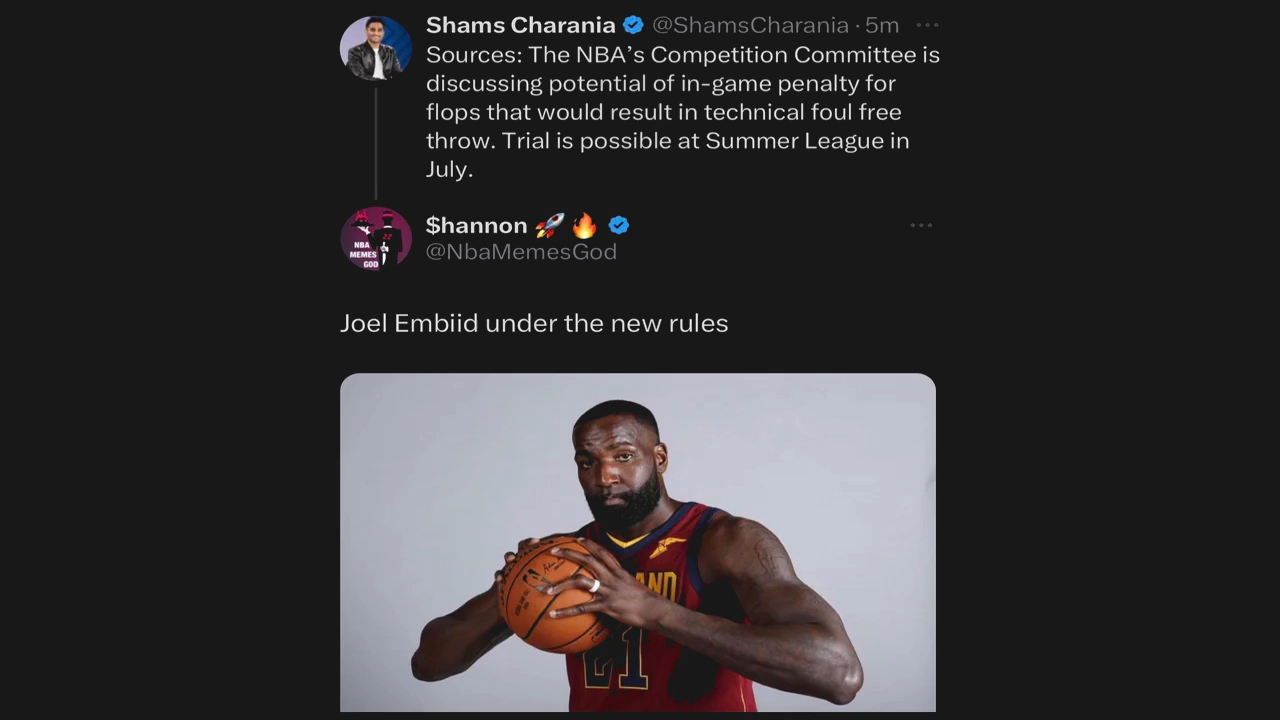 Shams Charania @ShamsCharania · 5m
Sources: The NBA’s Competition Committee is
discussing potential of in-game penalty for
flops that would result in technical foul free
throw. Trial is possible at Summer League in
July.
$hannon 🚀 🔥
@NbaMemesGod
NBA
MEMES
GOD
Joel Embiid under the new rules
21